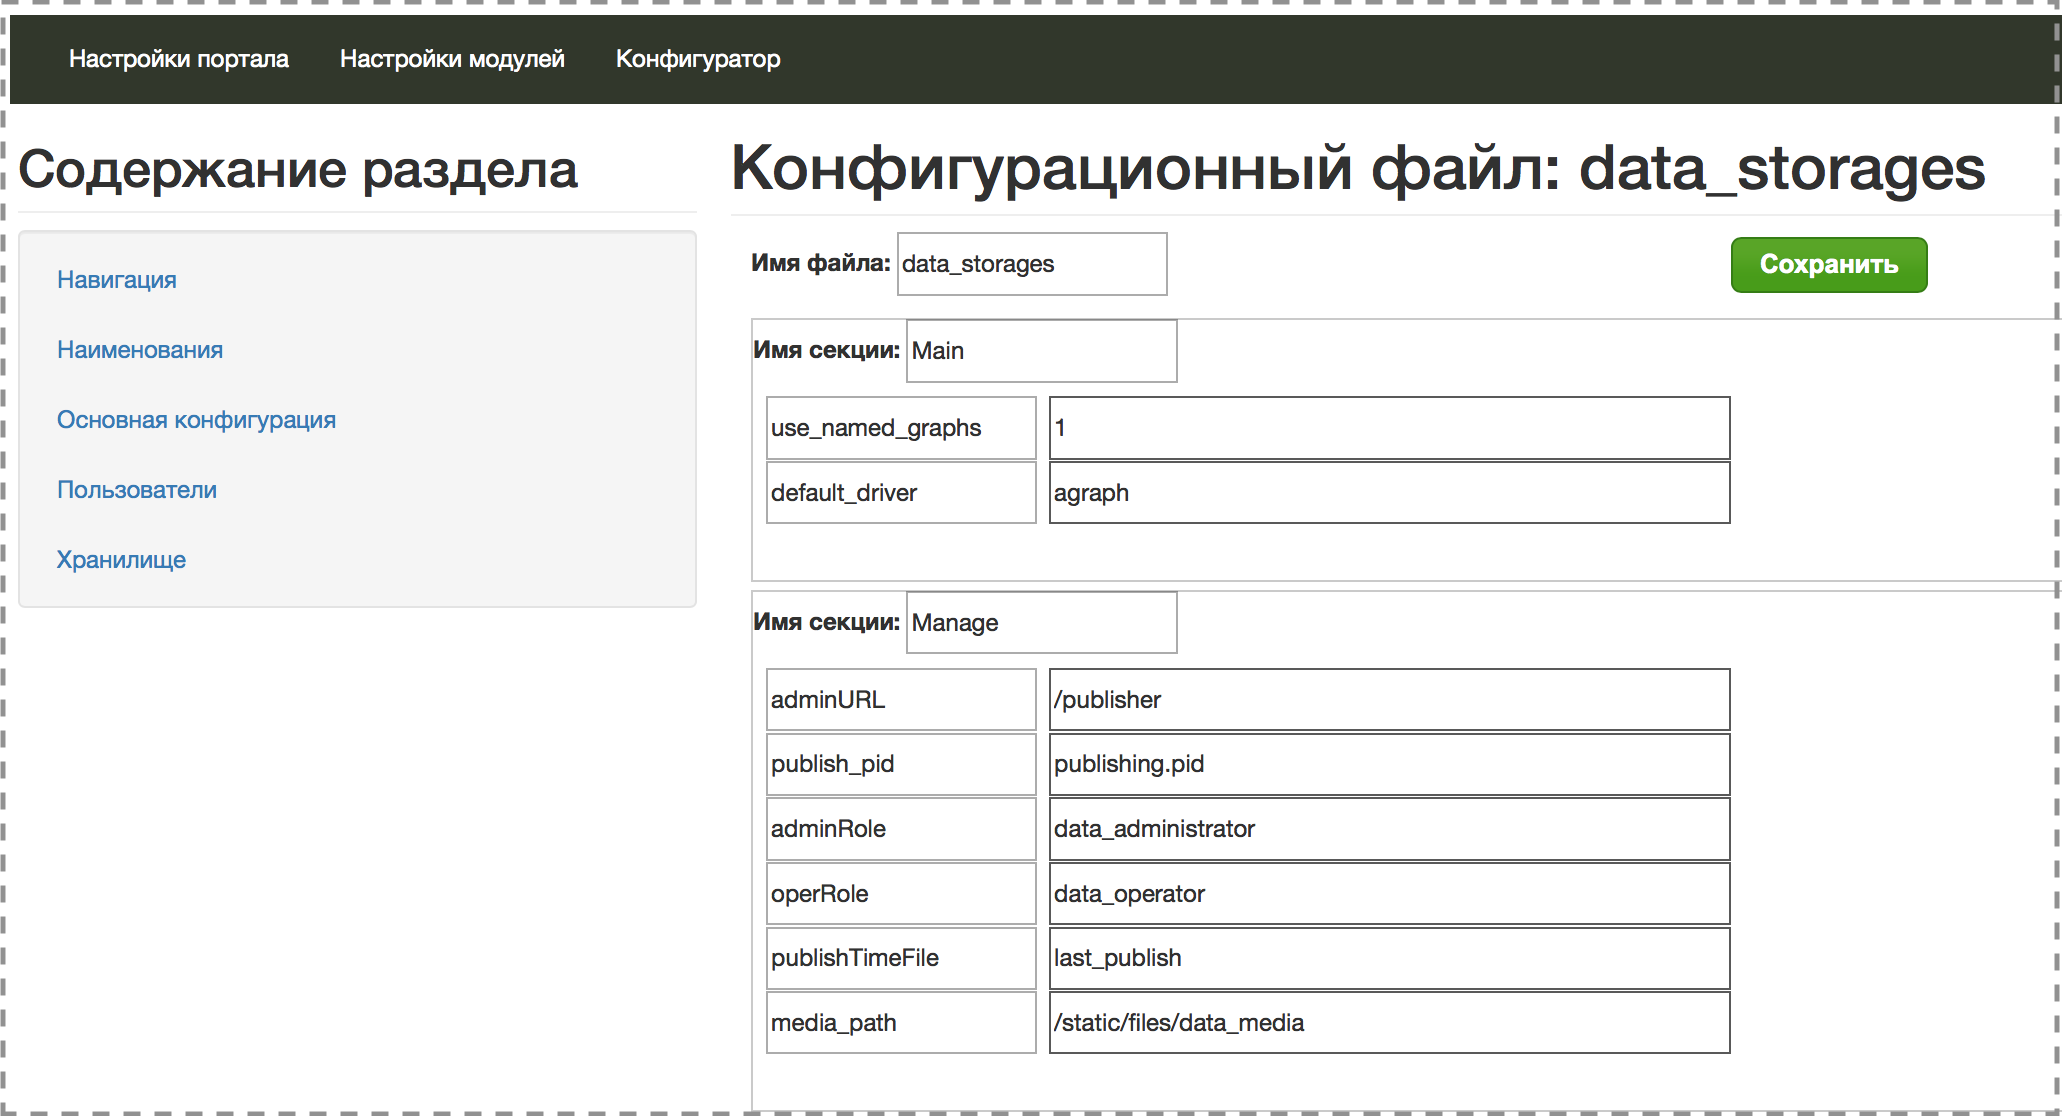 Настройки портала Настройки модулей Конфигуратор
Содержание раздела
Навигация
Наименования
Основная конфигурация
Пользователи
Хранилище
Конфигурационный файл: data_storages
Имя файла: data_storages Сохранить
Имя секции: Main
use_named_graphs 1
default_driver agraph
Имя секции: Manage
adminURL /publisher
publish_pid publishing.pid
adminRole data_administrator
operRole data_operator
publishTimeFile last_publish
media_path /static/files/data_media